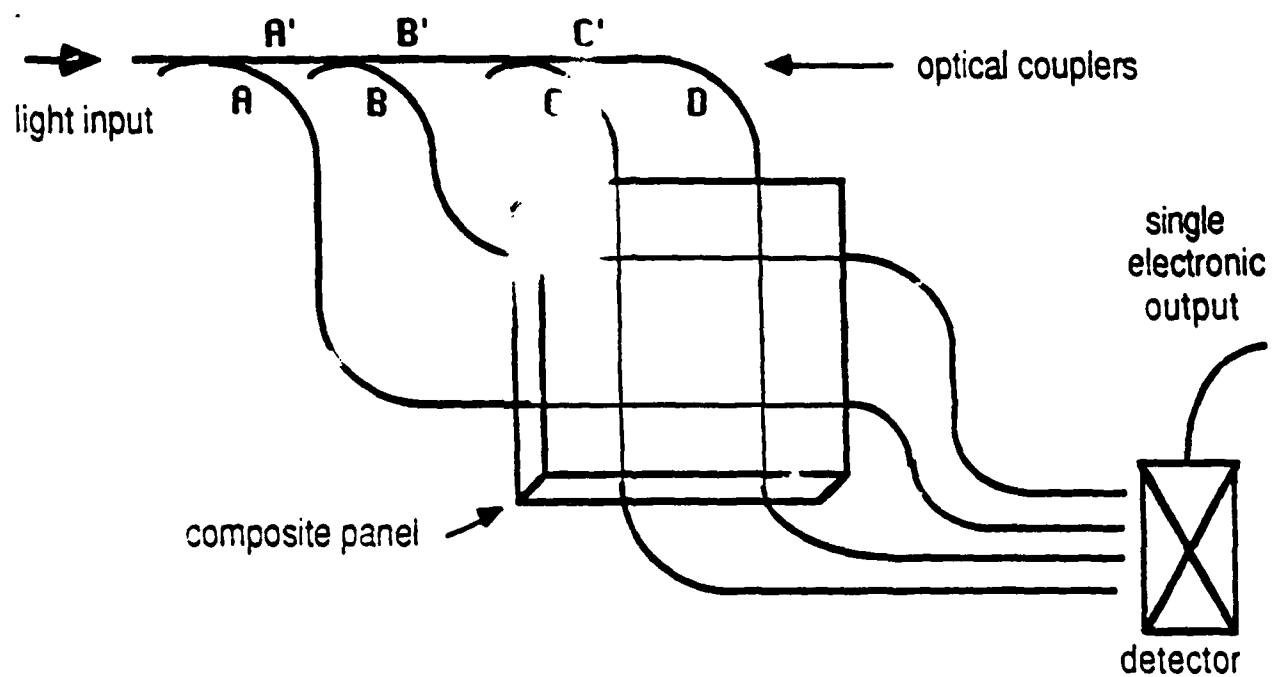 A'
B'
C'
optical couplers
light input
A
B
C
D
single
electronic
output
composite panel
detector